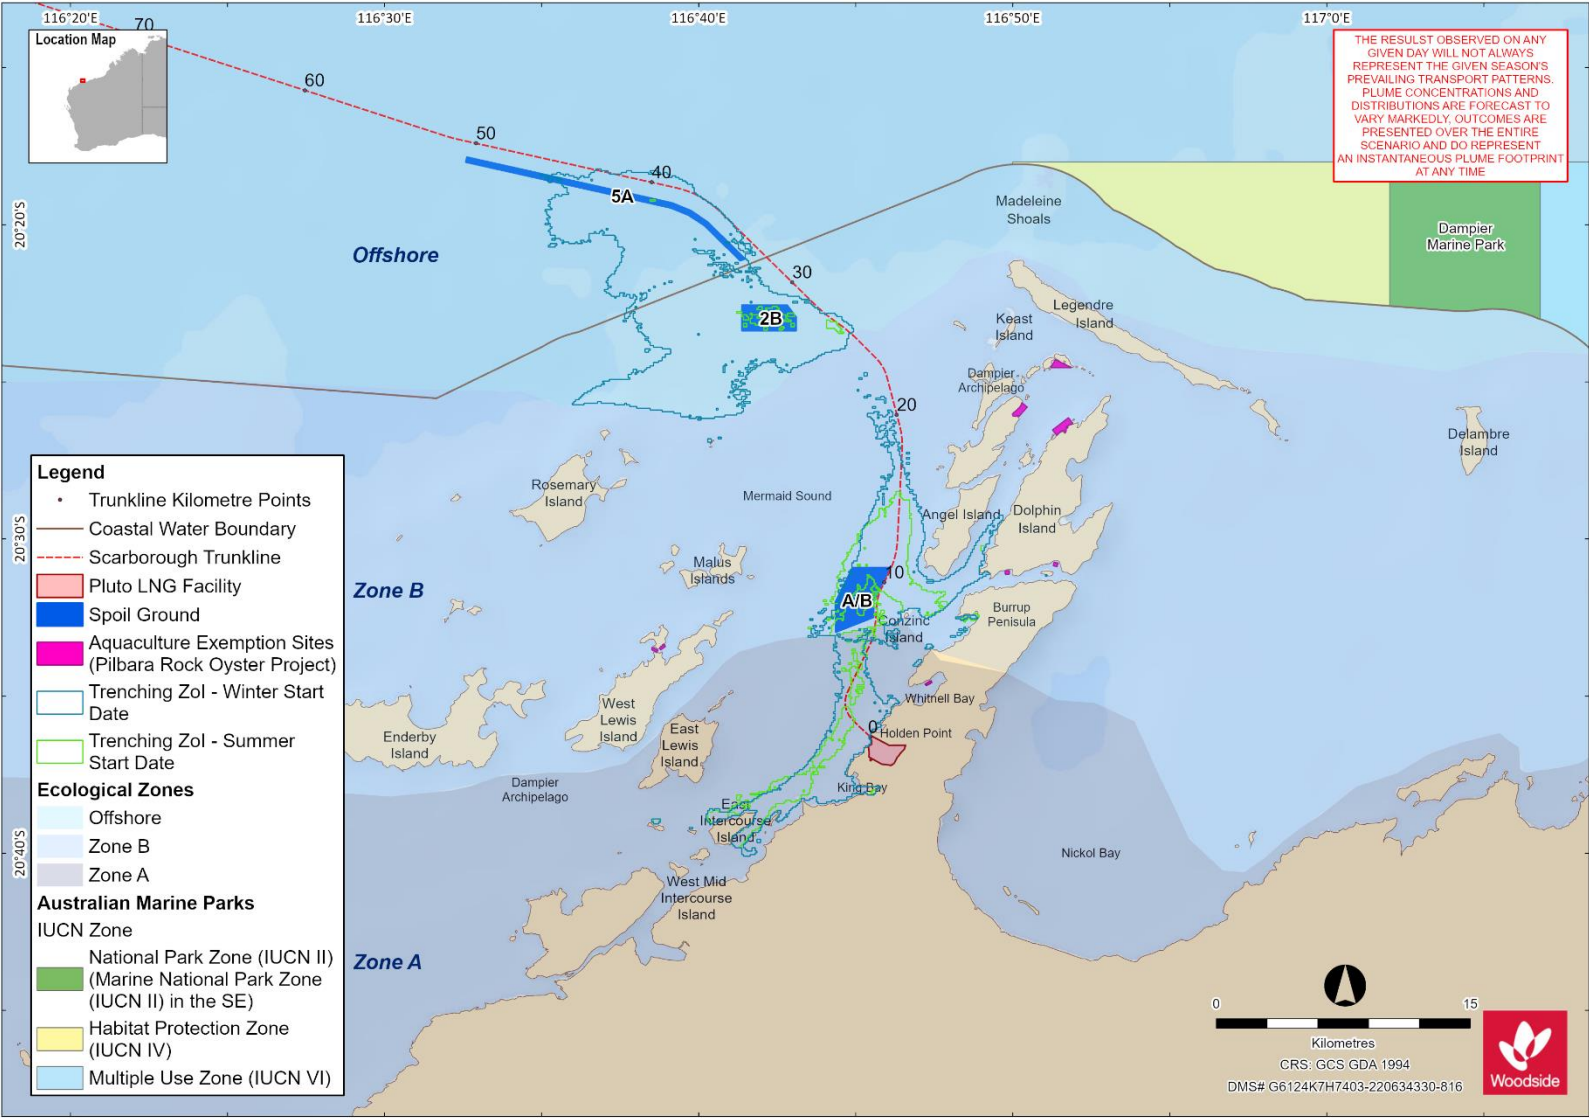 116°20'E
116°30'E
116°40'E
116°50'E
117°0'E
70
Location Map
THE RESULST OBSERVED ON ANY
GIVEN DAY WILL NOT ALWAYS
REPRESENT THE GIVEN SEASON'S
PREVAILING TRANSPORT PATTERNS.
PLUME CONCENTRATIONS AND
DISTRIBUTIONS ARE FORECAST TO
VARY MARKEDLY, OUTCOMES ARE
PRESENTED OVER THE ENTIRE
SCENARIO AND DO REPRESENT
AN INSTANTANEOUS PLUME FOOTPRINT
AT ANY TIME
60
50
40
5A
Madeleine
Shoals
Dampier
Marine Park
20°20'S
Offshore
30
2B
Legendre
Island
Keast
Island
Dampier
Archipelago
20
Delambre
Island
Rosemary
Island
Mermaid Sound
Angel Island
Dolphin
Island
20°30'S
Malus
Islands
10
Zone B
A/B
Conzinc
Island
Burrup
Penisula
Whitnell Bay
West
Lewis
Island
East
Lewis
Island
Enderby
Island
0
Holden Point
Dampier
Archipelago
King Bay
East
Intercourse
Island
20°40'S
Nickol Bay
West Mid
Intercourse
Island
Zone A
Legend
Trunkline Kilometre Points
Coastal Water Boundary
Scarborough Trunkline
Pluto LNG Facility
Spoil Ground
Aquaculture Exemption Sites
(Pilbara Rock Oyster Project)
Trenching ZoI - Winter Start
Date
Trenching ZoI - Summer
Start Date
Ecological Zones
Offshore
Zone B
Zone A
Australian Marine Parks
IUCN Zone
National Park Zone (IUCN II)
(Marine National Park Zone
(IUCN II) in the SE)
Habitat Protection Zone
(IUCN IV)
Multiple Use Zone (IUCN VI)
0
15
Kilometres
CRS: GCS GDA 1994
DMS# G6124K7H7403-220634330-816
Woodside